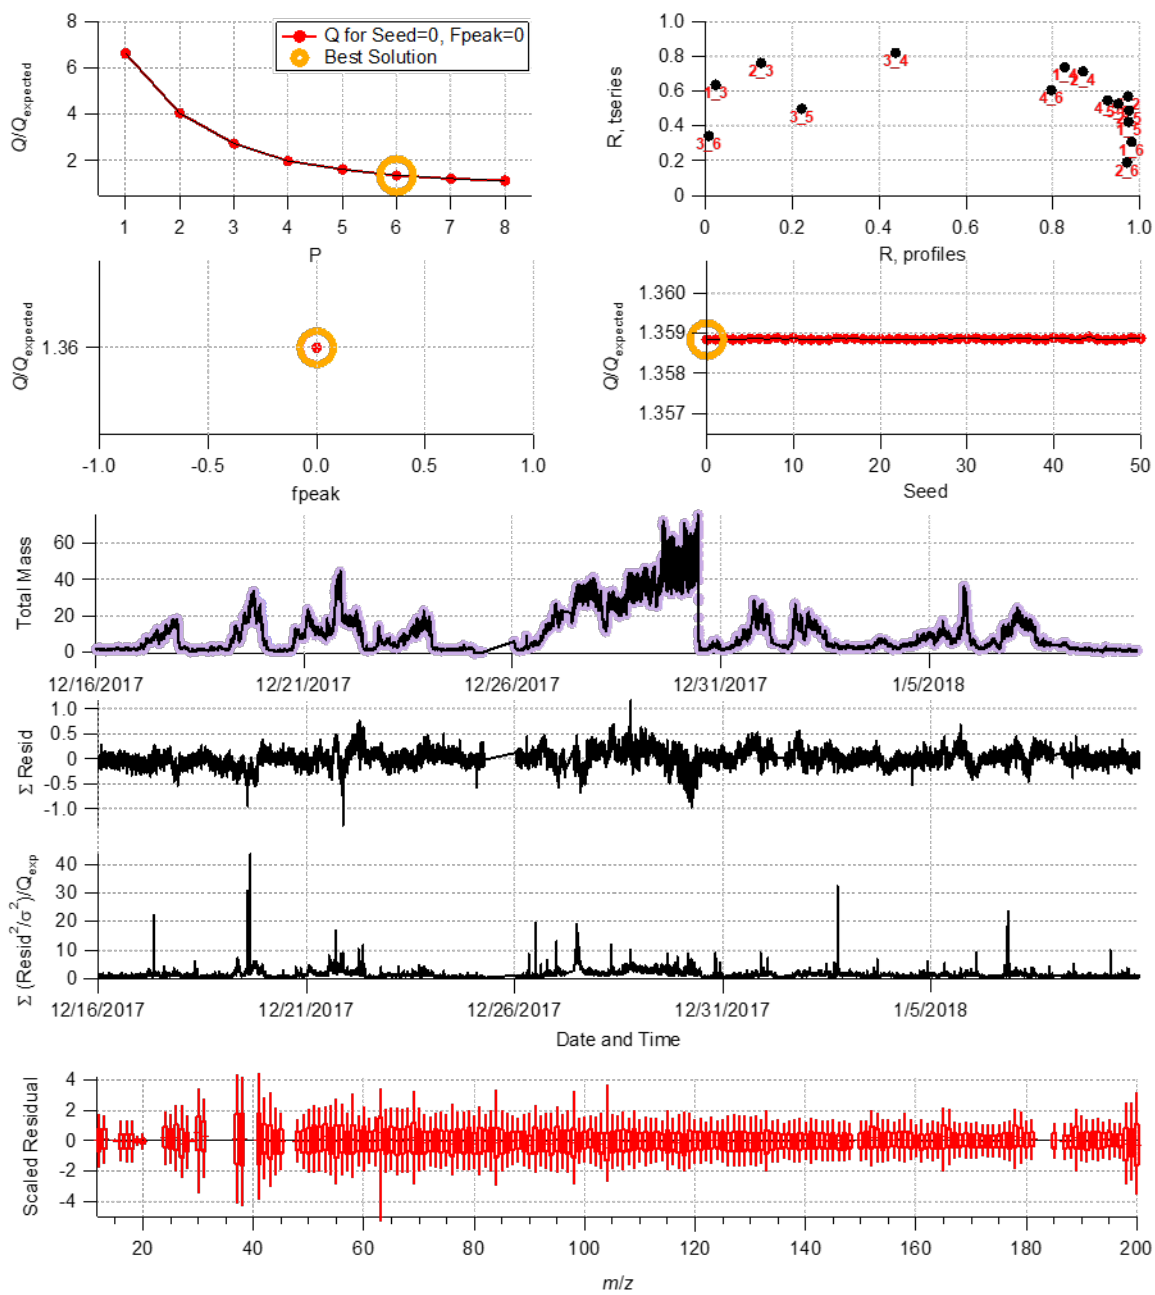 8
6
4
2
Q/Qexpected
Q for Seed=0, Fpeak=0
Best Solution
1 2 3 4 5 6 7 8
P
1.0
0.8
0.6
0.4
0.2
0
R, tseries
3_4
2_3
1_3
3_5
3_6
1_4
2_4
4_6
1_6
2_6
0 0.2 0.4 0.6 0.8 1.0
R, profiles
Q/Qexpected
1.36
-1.0 -0.5 0.0 0.5 1.0
fpeak
Q/Qexpected
1.360
1.359
1.358
1.357
0 10 20 30 40 50
Seed
Total Mass
60
40
20
0
12/16/2017 12/21/2017 12/26/2017 12/31/2017 1/5/2018
Σ Resid
1.0
0.5
0
-0.5
-1.0
Σ (Resid²/σ²)/Qexp
40
30
20
10
0
12/16/2017 12/21/2017 12/26/2017 12/31/2017 1/5/2018
Date and Time
Scaled Residual
4
2
0
-2
-4
20 40 60 80 100 120 140 160 180 200
m/z